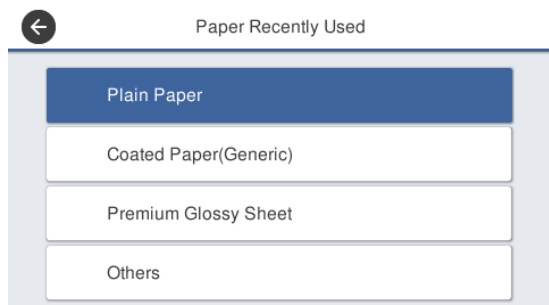 Paper Recently Used
Plain Paper
Coated Paper(Generic)
Premium Glossy Sheet
Others